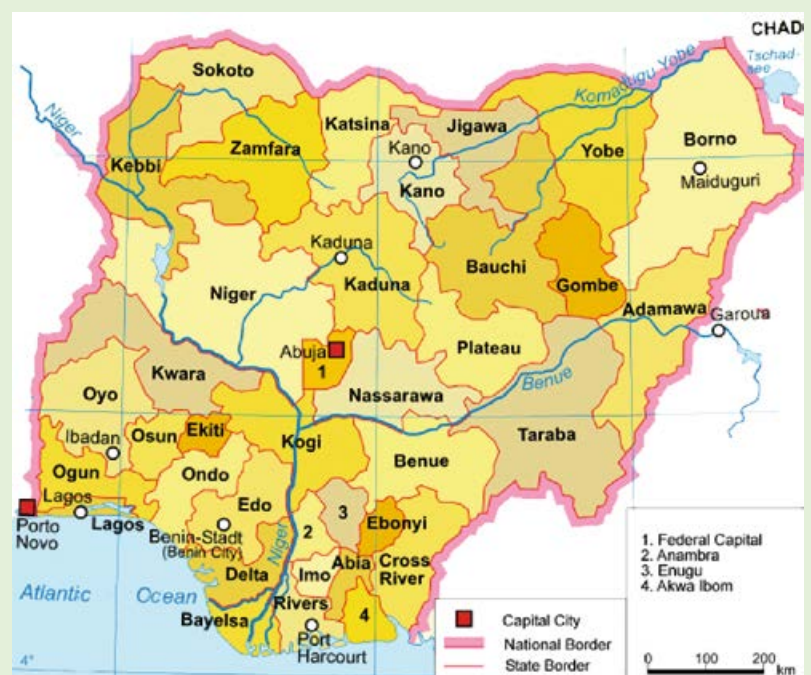 CHAD
Tschad-
see
Sokoto
Komadugu Yobe
Niger
Katsina
Jigawa
Kebbi
Zamfara
Kano
Yobe
Borno
Kano
Maiduguri
Kaduna
Bauchi
Niger
Kaduna
Gombe
Adamawa
Garoua
Abuja
1
Plateau
Kwara
Nassarawa
Benue
Oyo
Taraba
Ibadan
Osun
Ekiti
Kogi
Benue
Ogun
Ondo
Lagos
Lagos
Edo
2
3
Ebonyi
Porto
Novo
Benin-Stadt
(Benin City)
Niger
Imo
Abia
Cross
River
Atlantic
Ocean
Delta
Rivers
4
Bayelsa
Port
Harcourt
4°
1. Federal Capital
2. Anambra
3. Enugu
4. Akwa Ibom
Capital City
National Border
State Border
0 100 200
km